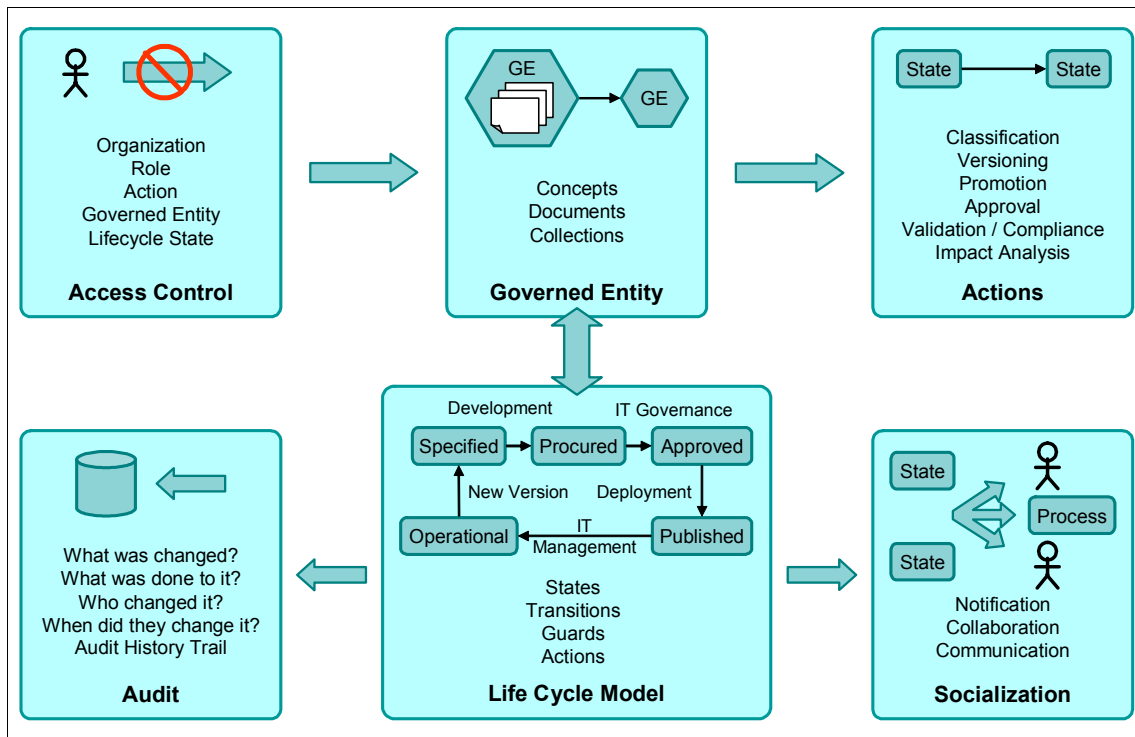 Organization
Role
Action
Governed Entity
Lifecycle State
Access Control
GE
GE
Concepts
Documents
Collections
Governed Entity
State
State
Classification
Versioning
Promotion
Approval
Validation / Compliance
Impact Analysis
Actions
What was changed?
What was done to it?
Who changed it?
When did they change it?
Audit History Trail
Audit
Development
IT Governance
Specified
Procured
Approved
New Version
Deployment
Operational
IT
Management
Published
States
Transitions
Guards
Actions
Life Cycle Model
State
Process
State
Notification
Collaboration
Communication
Socialization